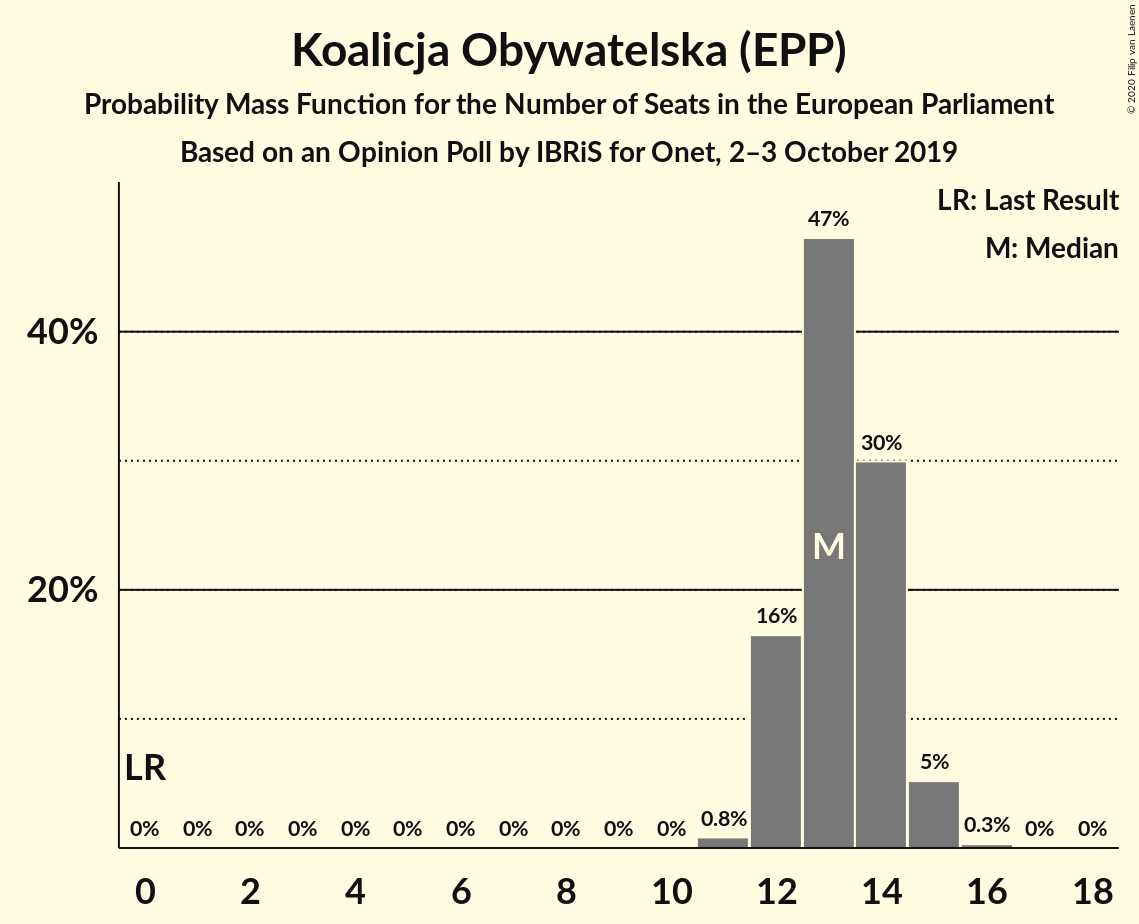 Koalicja Obywatelska (EPP)
Probability Mass Function for the Number of Seats in the European Parliament
Based on an Opinion Poll by IBRiS for Onet, 2–3 October 2019
© 2020 Filip van Laenen
LR: Last Result
M: Median
47%
40%
30%
M
20%
16%
LR
5%
0% 0% 0% 0% 0% 0% 0% 0% 0% 0% 0% 0.8% 0.3% 0% 0%
0 2 4 6 8 10 12 14 16 18